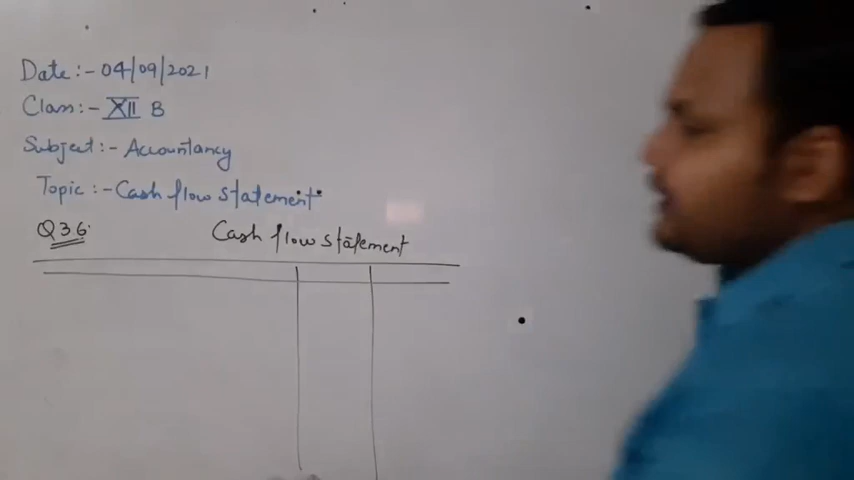 Date :- 04/09/2021
Class :- XII B
Subject :- Accountancy
Topic :- Cash flow statement
Q36. Cash flow statement